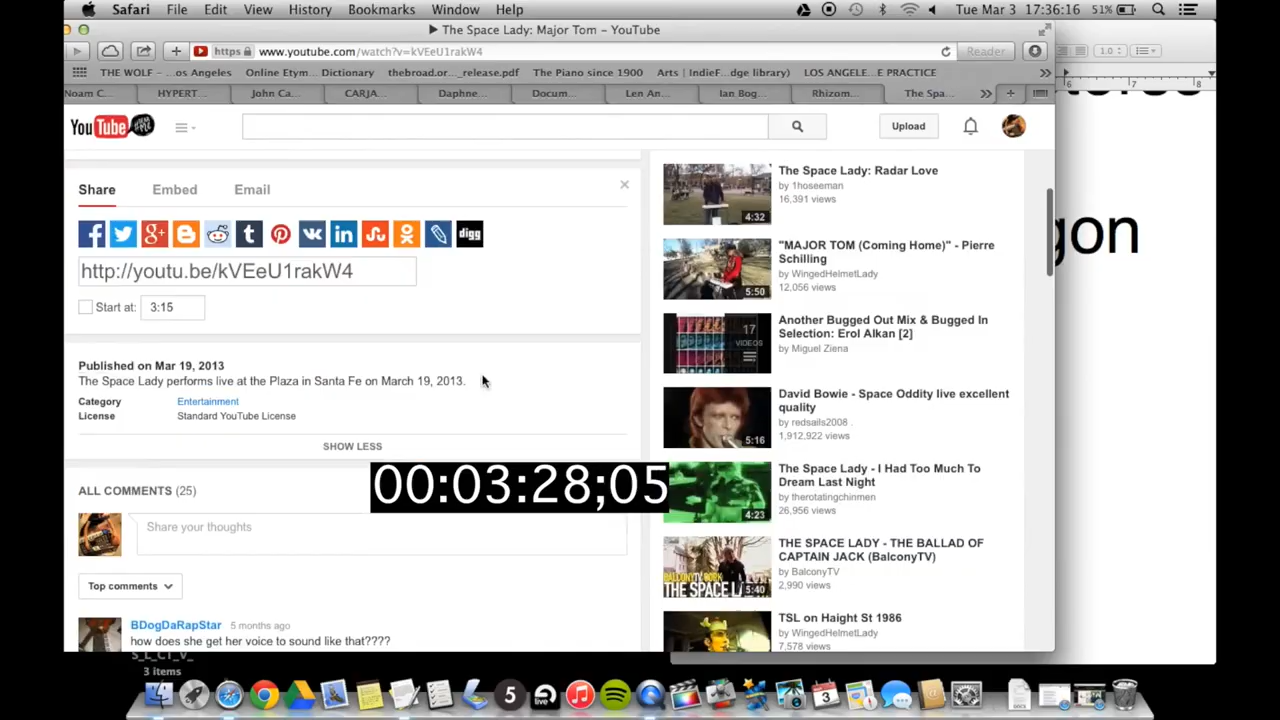 Safari File Edit View History Bookmarks Window Help Tue Mar 3 17:36:16 51%
The Space Lady: Major Tom – YouTube
https www.youtube.com/watch?v=kVEeU1rakW4 Reader 1.0
THE WOLF – ...os Angeles Online Etym... Dictionary thebroad.or..._release.pdf The Piano since 1900 Arts | IndieF...dge library) LOS ANGELE...E PRACTICE
6 7 8
Noam C... HYPERT... John Ca... CARJA... Daphne... Docum... Len An... Ian Bog... Rhizom... The Spa...
YouTube Upload
Share Embed Email
digg
http://youtu.be/kVEeU1rakW4
Start at: 3:15
Published on Mar 19, 2013
The Space Lady performs live at the Plaza in Santa Fe on March 19, 2013.
Category Entertainment
License Standard YouTube License
SHOW LESS
00:03:28;05
ALL COMMENTS (25)
Share your thoughts
Top comments
BDogDaRapStar 5 months ago
how does she get her voice to sound like that????
The Space Lady: Radar Love
by 1hoseman
16,391 views
4:32
"MAJOR TOM (Coming Home)" - Pierre
Schilling
by WingedHelmetLady
12,056 views
5:50
Another Bugged Out Mix & Bugged In
Selection: Erol Alkan [2]
by Miguel Ziena
17
VIDEOS
David Bowie - Space Oddity live excellent
quality
by redsails2008 .
1,912,922 views
5:16
The Space Lady - I Had Too Much To
Dream Last Night
by therotatingchinmen
26,956 views
4:23
THE SPACE LADY - THE BALLAD OF
CAPTAIN JACK (BalconyTV)
by BalconyTV
2,990 views
5:40
TSL on Haight St 1986
by WingedHelmetLady
7,578 views
gon
3 items
5
live
3